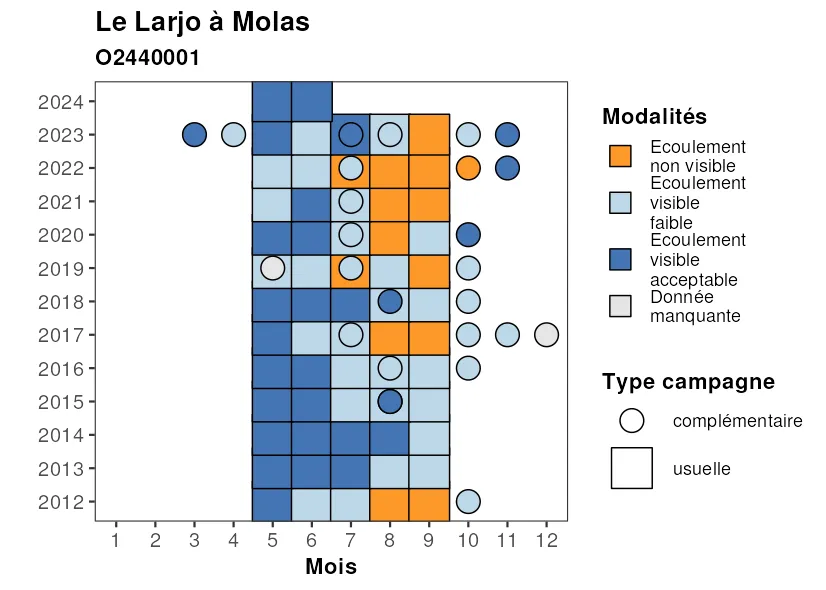 Le Larjo à Molas
O2440001
2024
2023
2022
2021
2020
2019
2018
2017
2016
2015
2014
2013
2012
1 2 3 4 5 6 7 8 9 10 11 12
Mois
Modalités
Ecoulement
non visible
Ecoulement
visible
faible
Ecoulement
visible
acceptable
Donnée
manquante
Type campagne
complémentaire
usuelle